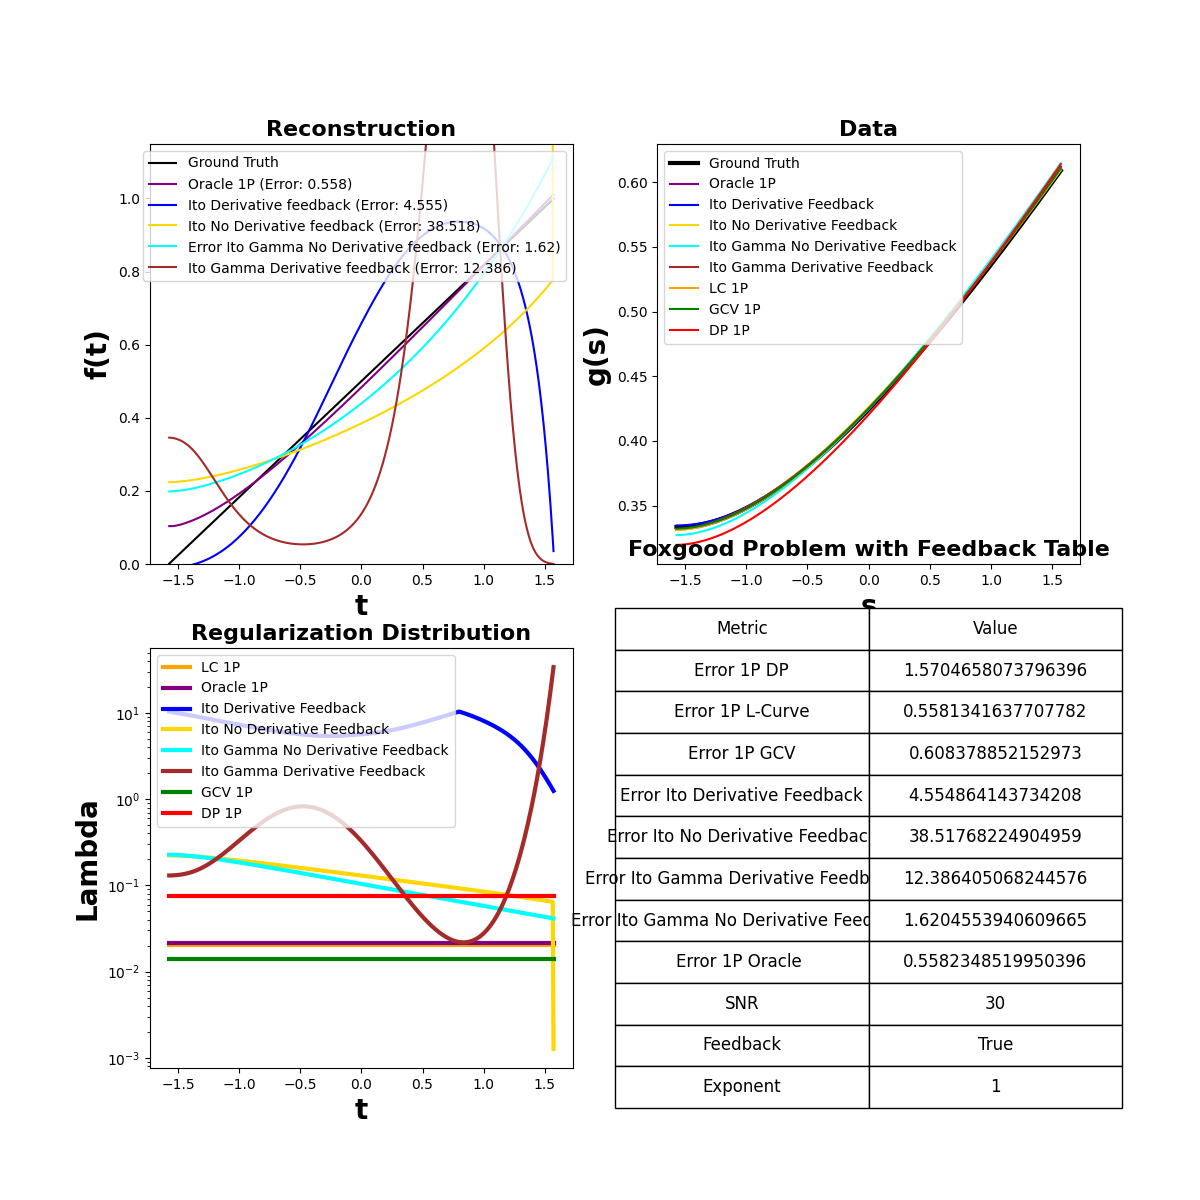 Reconstruction
Ground Truth
Oracle 1P (Error: 0.558)
Ito Derivative feedback (Error: 4.555)
Ito No Derivative feedback (Error: 38.518)
Error Ito Gamma No Derivative feedback (Error: 1.62)
Ito Gamma Derivative feedback (Error: 12.386)
f(t)
1.0
0.8
0.6
0.4
0.2
0.0
−1.5 −1.0 −0.5 0.0 0.5 1.0 1.5
t
Data
Ground Truth
Oracle 1P
Ito Derivative Feedback
Ito No Derivative Feedback
Ito Gamma No Derivative Feedback
Ito Gamma Derivative Feedback
LC 1P
GCV 1P
DP 1P
g(s)
0.60
0.55
0.50
0.45
0.40
0.35
−1.5 −1.0 −0.5 0.0 0.5 1.0 1.5
s
Regularization Distribution
LC 1P
Oracle 1P
Ito Derivative Feedback
Ito No Derivative Feedback
Ito Gamma No Derivative Feedback
Ito Gamma Derivative Feedback
GCV 1P
DP 1P
Lambda
10¹
10⁰
10⁻¹
10⁻²
10⁻³
−1.5 −1.0 −0.5 0.0 0.5 1.0 1.5
t
Foxgood Problem with Feedback Table
Metric Value
Error 1P DP 1.5704658073796396
Error 1P L-Curve 0.5581341637707782
Error 1P GCV 0.608378852152973
Error Ito Derivative Feedback 4.554864143734208
Error Ito No Derivative Feedbac 38.51768224904959
Error Ito Gamma Derivative Feedb 12.386405068244576
Error Ito Gamma No Derivative Feed 1.6204553940609665
Error 1P Oracle 0.5582348519950396
SNR 30
Feedback True
Exponent 1